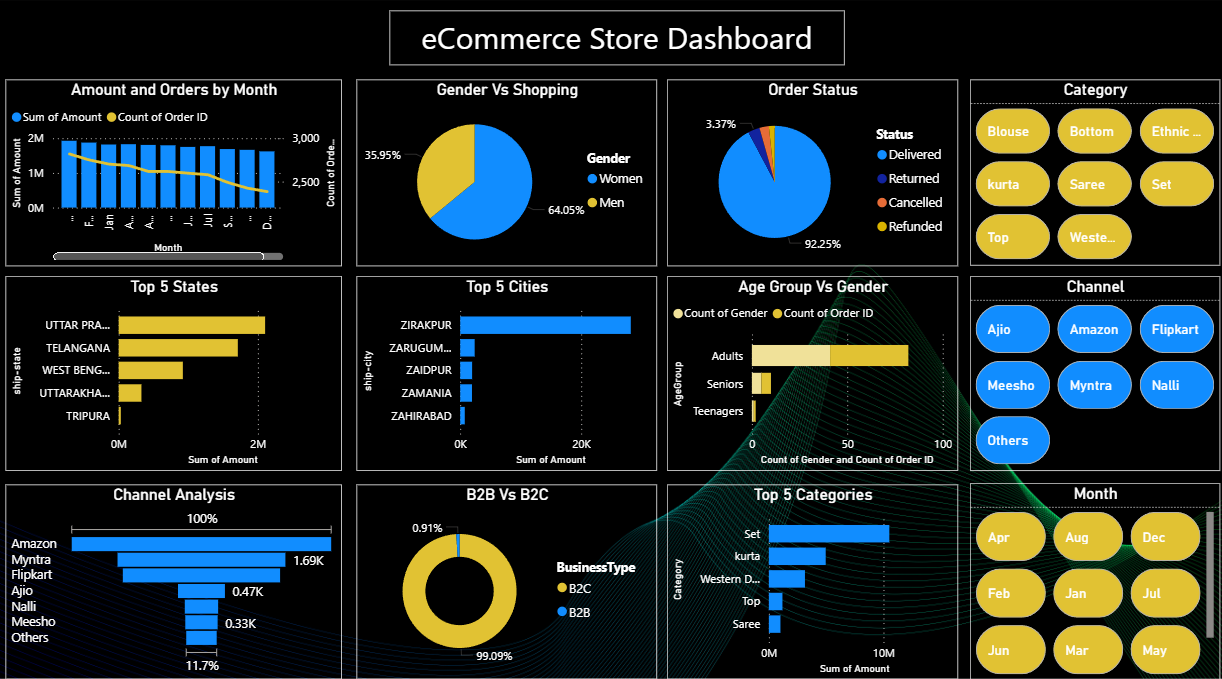 eCommerce Store Dashboard
Amount and Orders by Month
Sum of Amount Count of Order ID
2M
1M
0M
Sum of Amount
3,000
2,500
Count of Orde...
... F... Jan A... A... ... J... Jul S... ... D...
Month
Gender Vs Shopping
35.95%
64.05%
Gender
Women
Men
Order Status
3.37%
92.25%
Status
Delivered
Returned
Cancelled
Refunded
Category
Blouse Bottom Ethnic ...
kurta Saree Set
Top Weste...
Top 5 States
ship-state
UTTAR PRA...
TELANGANA
WEST BENG...
UTTARAKHA...
TRIPURA
0M 2M
Sum of Amount
Top 5 Cities
ship-city
ZIRAKPUR
ZARUGUM...
ZAIDPUR
ZAMANIA
ZAHIRABAD
0K 20K
Sum of Amount
Age Group Vs Gender
Count of Gender Count of Order ID
AgeGroup
Adults
Seniors
Teenagers
0 50 100
Count of Gender and Count of Order ID
Channel
Ajio Amazon Flipkart
Meesho Myntra Nalli
Others
Channel Analysis
100%
Amazon
Myntra 1.69K
Flipkart
Ajio 0.47K
Nalli
Meesho 0.33K
Others
11.7%
B2B Vs B2C
0.91%
99.09%
BusinessType
B2C
B2B
Top 5 Categories
Category
Set
kurta
Western D...
Top
Saree
0M 10M
Sum of Amount
Month
Apr Aug Dec
Feb Jan Jul
Jun Mar May